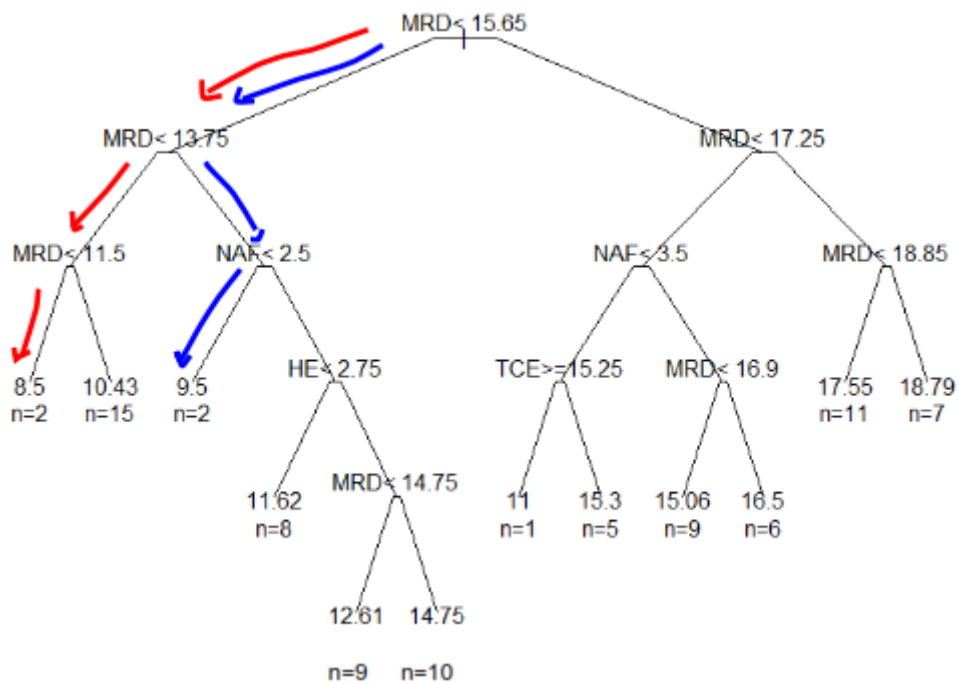 MRD< 15.65
MRD< 13.75 MRD< 17.25
MRD< 11.5 NAF< 2.5 NAF< 3.5 MRD< 18.85
HE< 2.75 TCE>=15.25 MRD< 16.9
8.5 10.43 9.5 17.55 18.79
n=2 n=15 n=2 n=11 n=7
MRD< 14.75
11.62 11 15.3 15.06 16.5
n=8 n=1 n=5 n=9 n=6
12.61 14.75
n=9 n=10